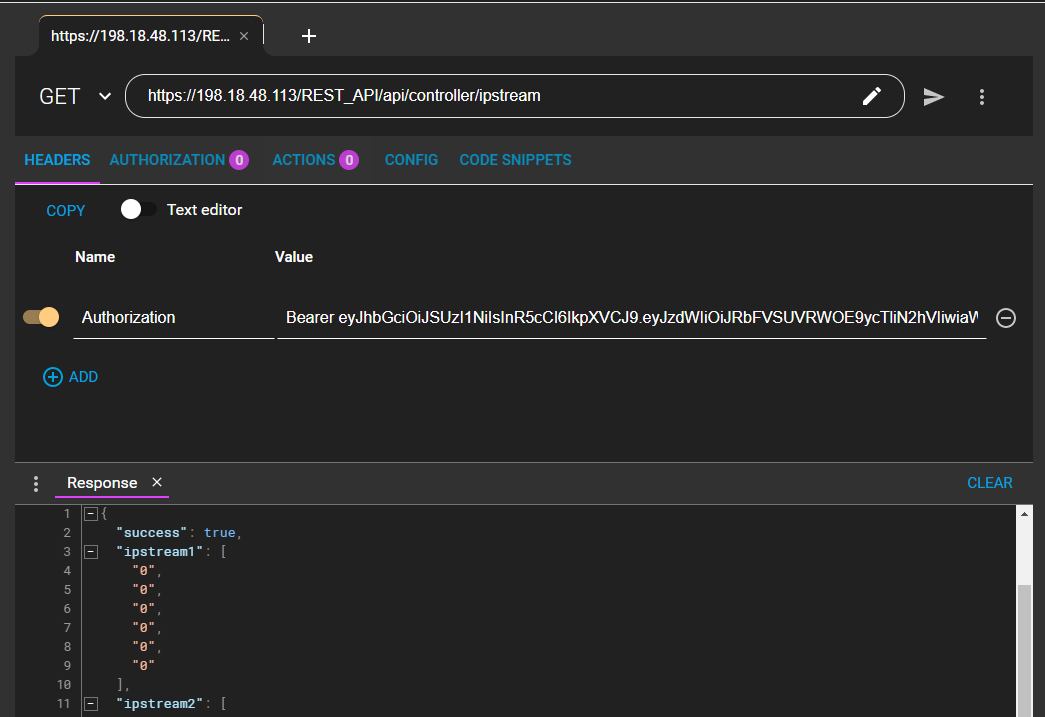 https://198.18.48.113/RE...
GET https://198.18.48.113/REST_API/api/controller/ipstream
HEADERS AUTHORIZATION 0 ACTIONS 0 CONFIG CODE SNIPPETS
COPY Text editor
Name Value
Authorization Bearer eyJhbGciOiJSUzI1NiIsInR5cCI6IkpXVCJ9.eyJzdWIiOiJRbFVSUVRWOE9ycTliN2hVIiwiaW
ADD
Response CLEAR
1 {
2 "success": true,
3 "ipstream1": [
4 "0",
5 "0",
6 "0",
7 "0",
8 "0",
9 "0"
10 ],
11 "ipstream2": [